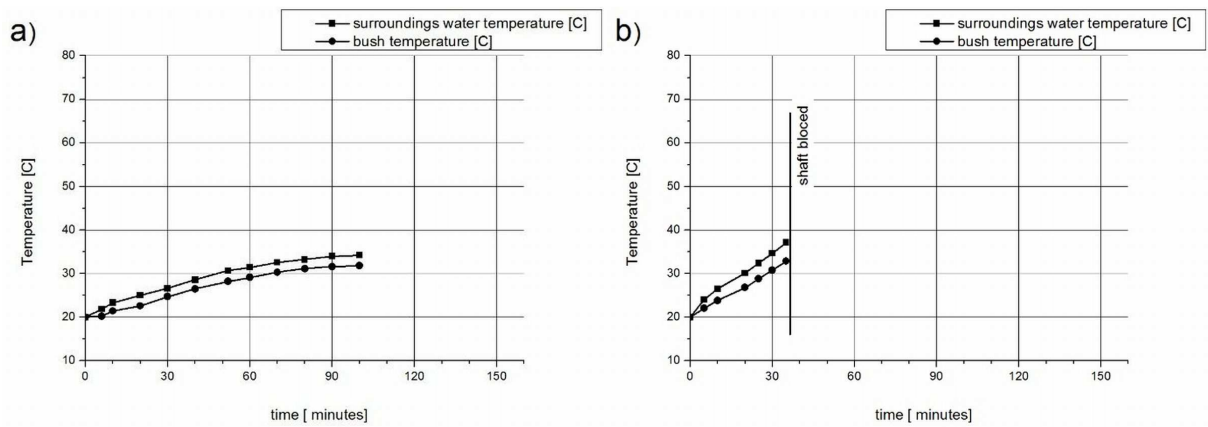 a)
surroundings water temperature [C]
bush temperature [C]
80
70
60
50
40
30
20
10
Temperature [C]
0
30
60
90
120
150
time [ minutes]
b)
surroundings water temperature [C]
bush temperature [C]
80
70
60
50
40
30
20
10
Temperature [C]
shaft bloced
0
30
60
90
120
150
time [ minutes]